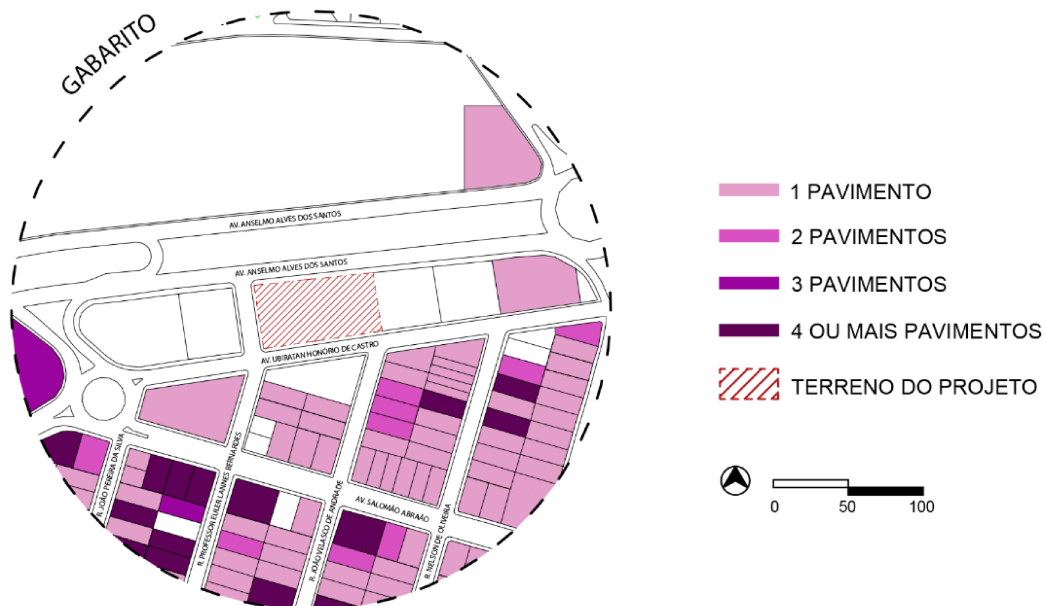 GABARITO
AV. ANSELMO ALVES DOS SANTOS
AV. ANSELMO ALVES DOS SANTOS
AV. UBIRATAN HONÓRIO DE CASTRO
R. JOÃO PEREIRA DA SILVA
R. PROFESSOR EULER LANNES BERNARDES
R. JOÃO VELASCO DE ANDRADE
AV. SALOMÃO ABRAÃO
R. NELSON DE OLIVEIRA
1 PAVIMENTO
2 PAVIMENTOS
3 PAVIMENTOS
4 OU MAIS PAVIMENTOS
TERRENO DO PROJETO
0 50 100